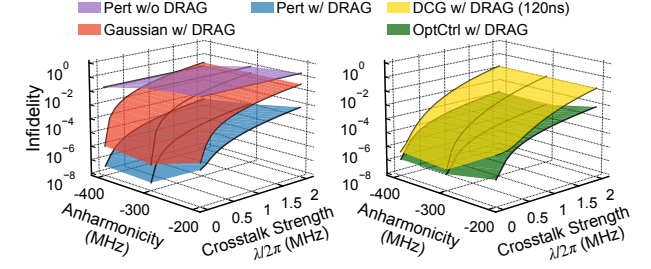 Pert w/o DRAG Pert w/ DRAG DCG w/ DRAG (120ns)
Gaussian w/ DRAG OptCtrl w/ DRAG
Infidelity
10^0
10^-2
10^-4
10^-6
10^-8
-400
-300
-200
Anharmonicity
(MHz)
0 0.5 1 1.5 2
Crosstalk Strength
λ/2π (MHz)
10^0
10^-2
10^-4
10^-6
10^-8
-400
-300
-200
Anharmonicity
(MHz)
0 0.5 1 1.5 2
Crosstalk Strength
λ/2π (MHz)